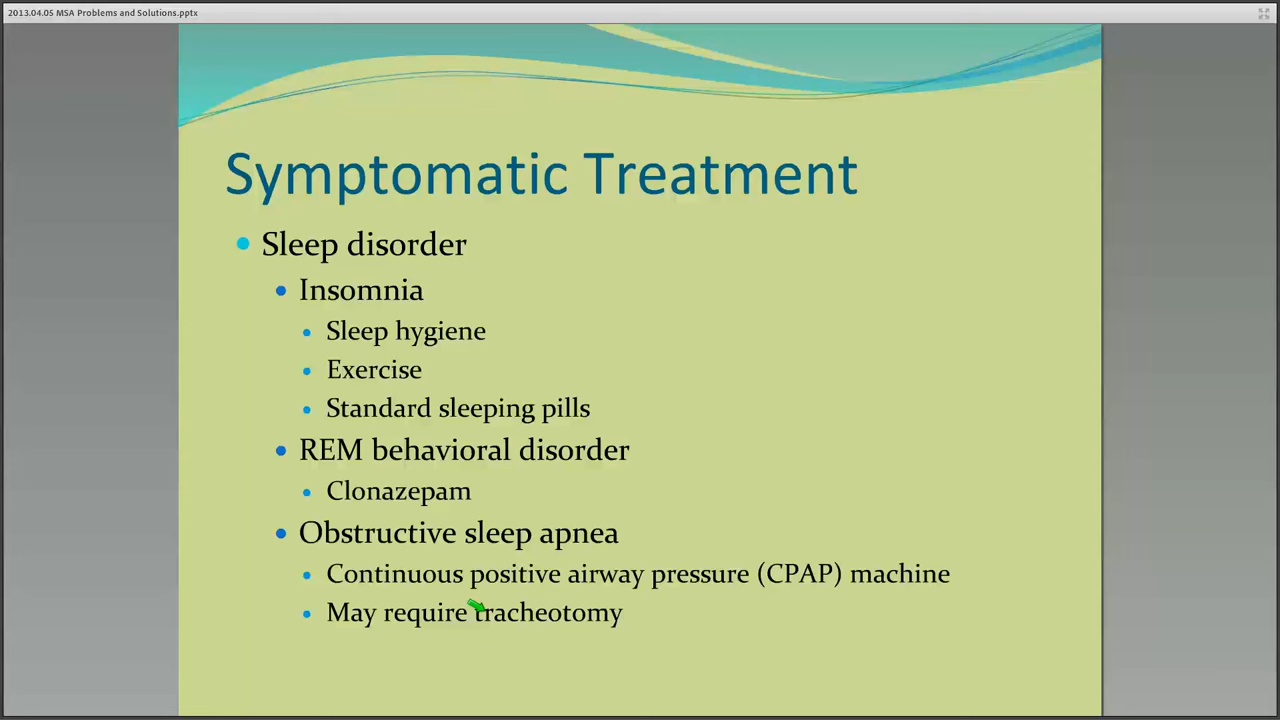 2013.04.05 MSA Problems and Solutions.pptx
Symptomatic Treatment
Sleep disorder
Insomnia
Sleep hygiene
Exercise
Standard sleeping pills
REM behavioral disorder
Clonazepam
Obstructive sleep apnea
Continuous positive airway pressure (CPAP) machine
May require tracheotomy